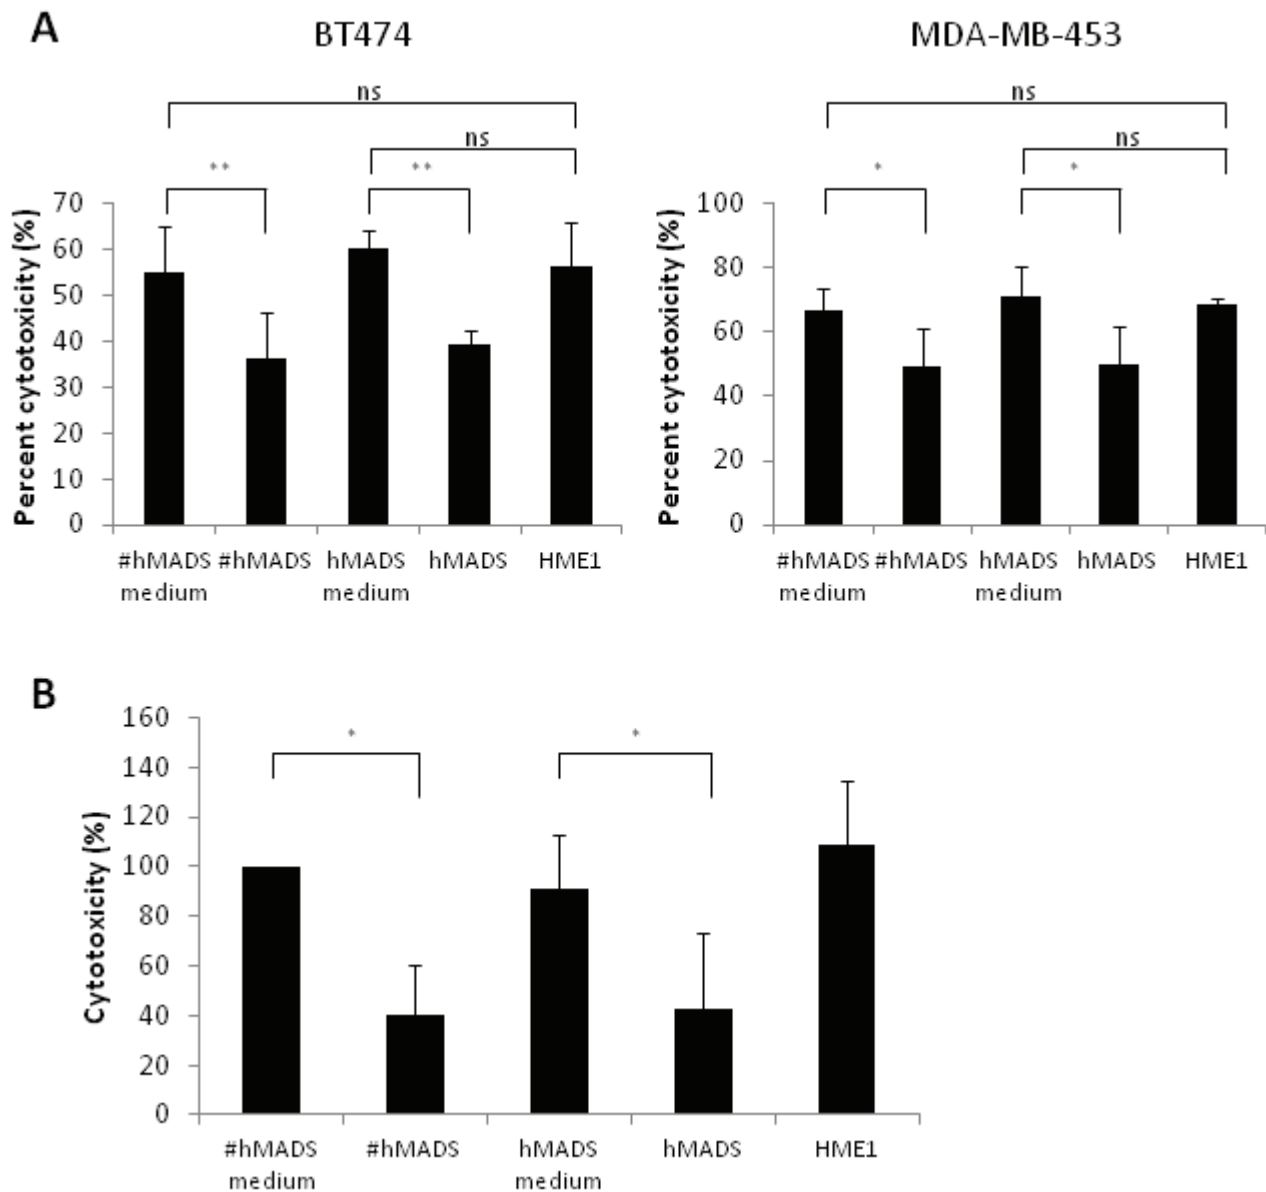 A
BT474
MDA-MB-453
ns
ns
ns
ns
**
**
*
*
Percent cytotoxicity (%)
70
60
50
40
30
20
10
0
#hMADS medium
#hMADS
hMADS medium
hMADS
HME1
Percent cytotoxicity (%)
100
80
60
40
20
0
#hMADS medium
#hMADS
hMADS medium
hMADS
HME1
B
*
*
Cytotoxicity (%)
160
140
120
100
80
60
40
20
0
#hMADS medium
#hMADS
hMADS medium
hMADS
HME1